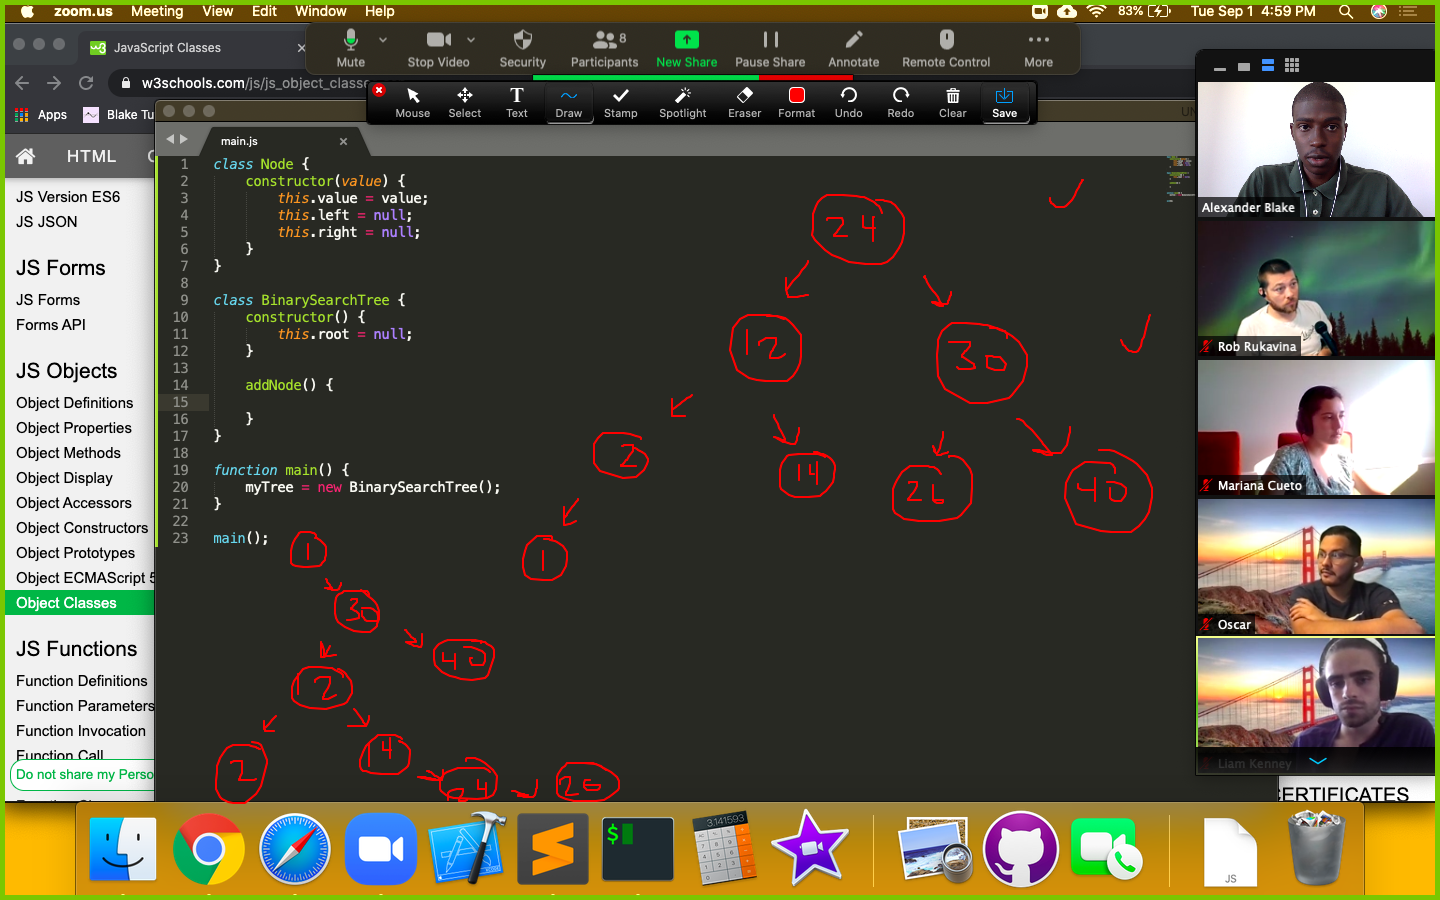 zoom.us Meeting View Edit Window Help
83% Tue Sep 1 4:59 PM
JavaScript Classes
Mute Stop Video Security Participants 8 New Share Pause Share Annotate Remote Control More
w3schools.com/js/js_object_classe
Mouse Select Text Draw Stamp Spotlight Eraser Format Undo Redo Clear Save
Apps Blake Tu
UN
HTML
main.js
JS Version ES6
JS JSON
JS Forms
JS Forms
Forms API
JS Objects
Object Definitions
Object Properties
Object Methods
Object Display
Object Accessors
Object Constructors
Object Prototypes
Object ECMAScript 5
Object Classes
JS Functions
Function Definitions
Function Parameters
Function Invocation
Function Call
Do not share my Perso
1 class Node {
2 constructor(value) {
3 this.value = value;
4 this.left = null;
5 this.right = null;
6 }
7 }
8
9 class BinarySearchTree {
10 constructor() {
11 this.root = null;
12 }
13
14 addNode() {
15
16 }
17 }
18
19 function main() {
20 myTree = new BinarySearchTree();
21 }
22
23 main();
24
12 30
2 14 26 40
1
1
30
40
12
2 14
24 26
Alexander Blake
Rob Rukavina
Mariana Cueto
Oscar
Liam Kenney
CERTIFICATES
$
3.141593
JS